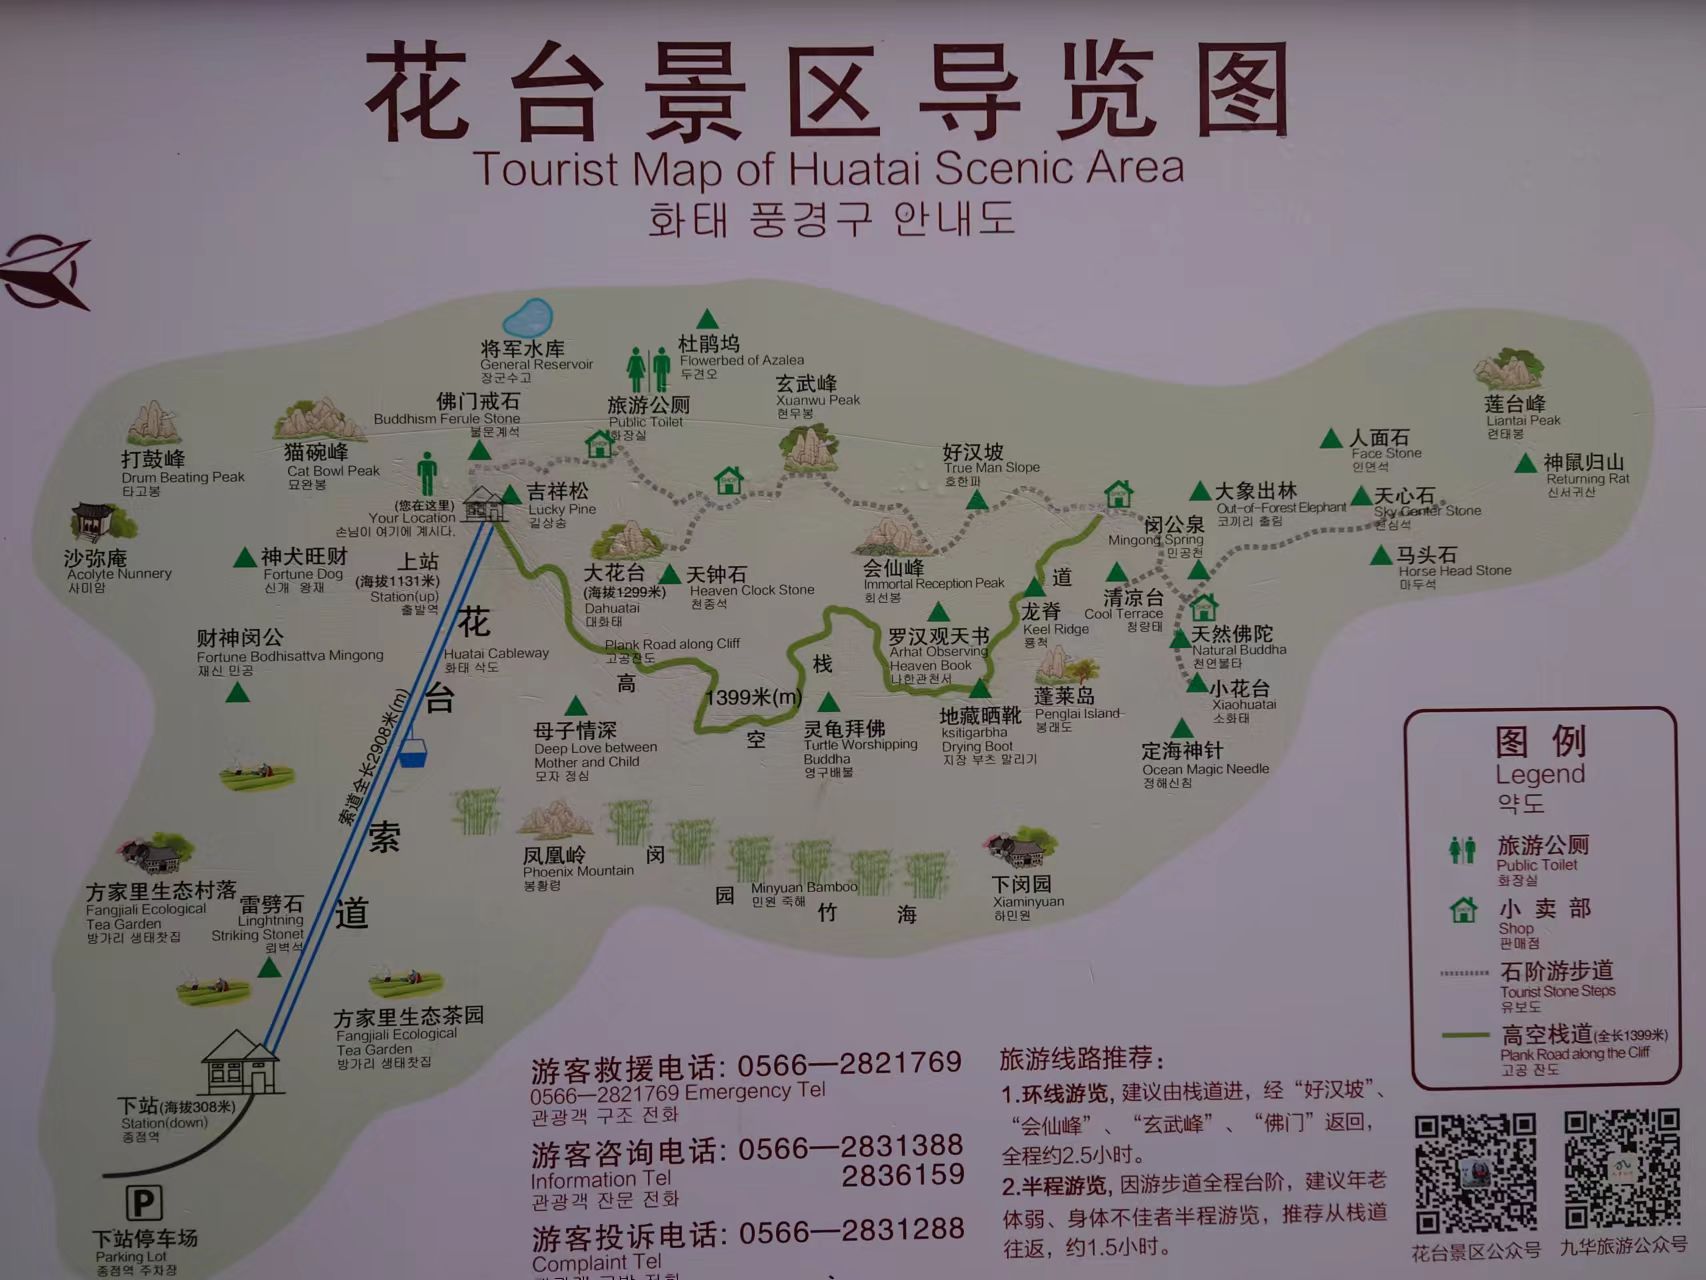 花台景区导览图
Tourist Map of Huatai Scenic Area
화태 풍경구 안내도
将军水库
General Reservoir
장군수고
杜鹃坞
Flowerbed of Azalea
두견오
旅游公厕
Public Toilet
화장실
玄武峰
Xuanwu Peak
현무봉
佛门戒石
Buddhism Ferule Stone
불문계석
打鼓峰
Drum Beating Peak
타고봉
猫碗峰
Cat Bowl Peak
묘완봉
莲台峰
Liantai Peak
련태봉
人面石
Face Stone
인면석
神鼠归山
Returning Rat
신서귀산
好汉坡
True Man Slope
호한파
SHOP
SHOP
SHOP
大象出林
Out-of-Forest Elephant
코끼리 출림
天心石
Sky Center Stone
천심석
吉祥松
Lucky Pine
길상송
(您在这里)
Your Location
손님이 여기에 계시다.
沙弥庵
Acolyte Nunnery
사미암
神犬旺财
Fortune Dog
신개 왕재
上站
(海拔1131米)
Station(up)
출발역
大花台
(海拔1299米)
Dahuatai
대화태
天钟石
Heaven Clock Stone
천종석
会仙峰
Immortal Reception Peak
회선봉
闵公泉
Mingong Spring
민공천
马头石
Horse Head Stone
마두석
清凉台
Cool Terrace
청량태
龙脊
Keel Ridge
룡척
SHOP
天然佛陀
Natural Buddha
천연불타
小花台
Xiaohuatai
소화태
财神闵公
Fortune Bodhisattva Mingong
재신 민공
花台索道
Huatai Cableway
화태 삭도
索道全长2908米(m)
Plank Road along Cliff
고공잔도
高空栈道
1399米(m)
罗汉观天书
Arhat Observing
Heaven Book
나한관천서
蓬莱岛
Penglai Island
봉래도
母子情深
Deep Love between
Mother and Child
모자 정심
灵龟拜佛
Turtle Worshipping
Buddha
영구배불
地藏晒靴
ksitigarbha
Drying Boot
지장 부츠 말리기
定海神针
Ocean Magic Needle
정해신침
凤凰岭
Phoenix Mountain
봉황령
闵园竹海
Minyuan Bamboo
민원 죽해
下闵园
Xiaminyuan
하민원
方家里生态村落
Fangjiali Ecological
Tea Garden
방가리 생태찻집
雷劈石
Linghtning
Striking Stonet
뢰벽석
方家里生态茶园
Fangjiali Ecological
Tea Garden
방가리 생태찻집
下站(海拔308米)
Station(down)
종점역
P
下站停车场
Parking Lot
종점역 주차장
图例
Legend
약도
旅游公厕
Public Toilet
화장실
SHOP
小卖部
Shop
판매점
石阶游步道
Tourist Stone Steps
유보도
高空栈道(全长1399米)
Plank Road along the Cliff
고공 잔도
游客救援电话: 0566—2821769
0566—2821769 Emergency Tel
관광객 구조 전화
游客咨询电话: 0566—2831388
Information Tel 2836159
관광객 잔문 전화
游客投诉电话: 0566—2831288
Complaint Tel
旅游线路推荐:
1.环线游览, 建议由栈道进, 经“好汉坡”、
“会仙峰”、“玄武峰”、“佛门”返回,
全程约2.5小时。
2.半程游览, 因游步道全程台阶, 建议年老
体弱、身体不佳者半程游览, 推荐从栈道
往返, 约1.5小时。
花台景区公众号
九华旅游公众号